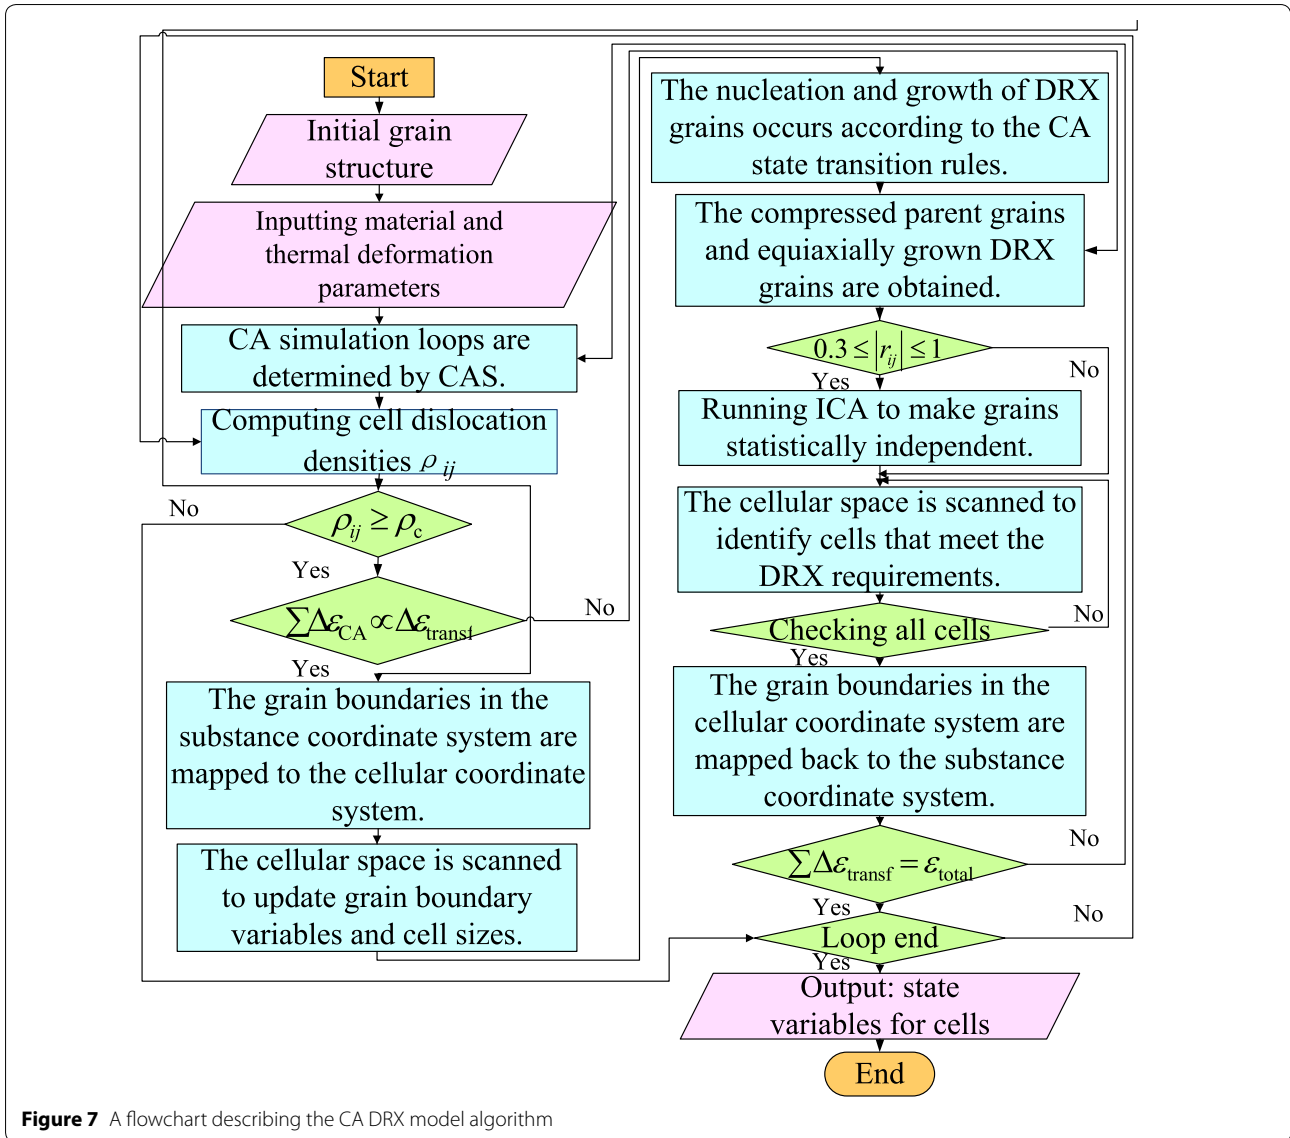 Start
Initial grain
structure
Inputting material and
thermal deformation
parameters
CA simulation loops are
determined by CAS.
Computing cell dislocation
densities ρ ij
No
ρij ≥ ρc
Yes
∑ΔεCA ∝ Δεtransf
No
Yes
The grain boundaries in the
substance coordinate system are
mapped to the cellular coordinate
system.
The cellular space is scanned
to update grain boundary
variables and cell sizes.
The nucleation and growth of DRX
grains occurs according to the CA
state transition rules.
The compressed parent grains
and equiaxially grown DRX
grains are obtained.
0.3 ≤ |rij| ≤ 1
No
Yes
Running ICA to make grains
statistically independent.
The cellular space is scanned to
identify cells that meet the
DRX requirements.
No
Checking all cells
Yes
The grain boundaries in the
cellular coordinate system are
mapped back to the substance
coordinate system.
No
∑Δεtransf = εtotal
Yes
No
Loop end
Yes
Output: state
variables for cells
End
Figure 7 A flowchart describing the CA DRX model algorithm